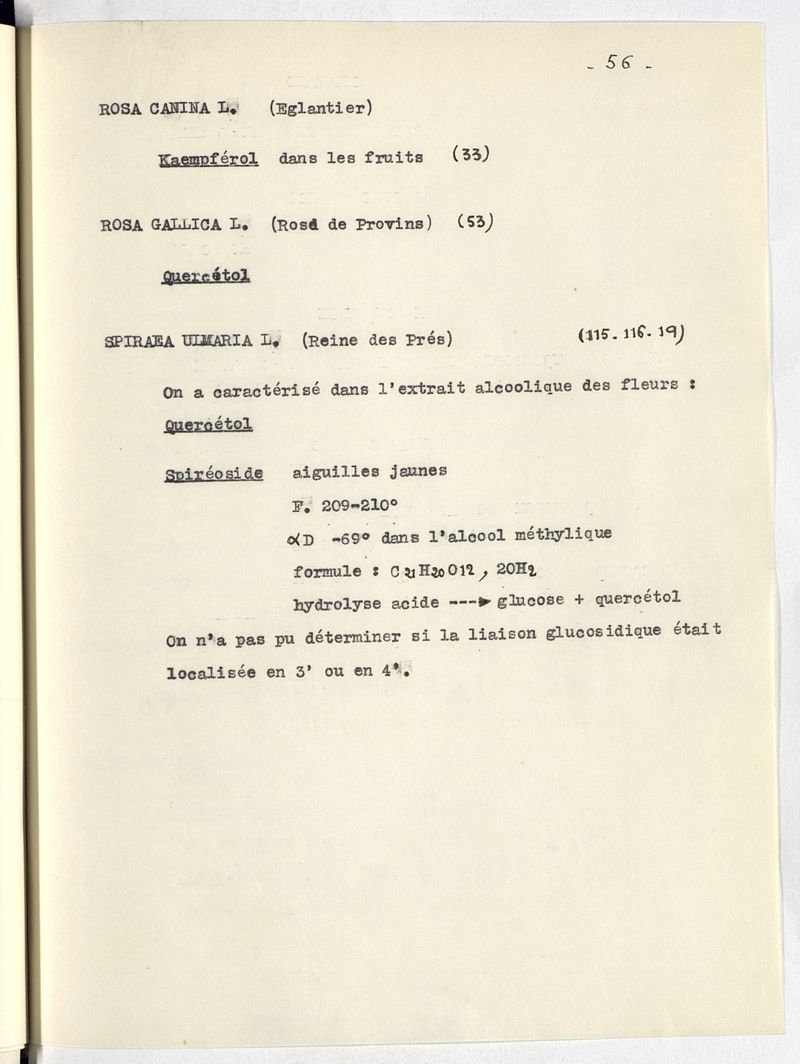 - 56 -
ROSA CANINA L. (Eglantier)
Kaempférol dans les fruits (33)
ROSA GALLICA L. (Rose de Provins) (53)
Quercétol
SPIRAEA ULMARIA L. (Reine des Prés) (115. 116. 19)
On a caractérisé dans l'extrait alcoolique des fleurs :
Quercétol
Spiréoside aiguilles jaunes
F. 209-210°
αD -69° dans l'alcool méthylique
formule : C21H20O12, 2OH2
hydrolyse acide ---► glucose + quercétol
On n'a pas pu déterminer si la liaison glucosidique était
localisée en 3' ou en 4'.